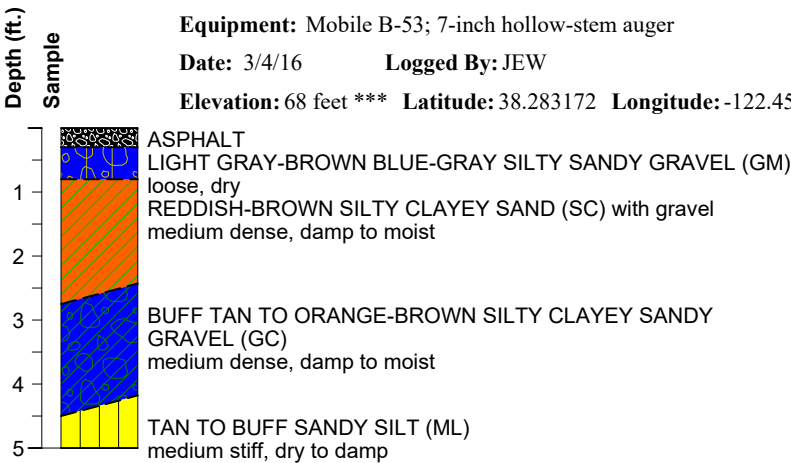 Depth (ft.)
Sample
Equipment: Mobile B-53; 7-inch hollow-stem auger
Date: 3/4/16 Logged By: JEW
Elevation: 68 feet *** Latitude: 38.283172 Longitude: -122.45
ASPHALT
LIGHT GRAY-BROWN BLUE-GRAY SILTY SANDY GRAVEL (GM)
loose, dry
1
REDDISH-BROWN SILTY CLAYEY SAND (SC) with gravel
medium dense, damp to moist
2
3
BUFF TAN TO ORANGE-BROWN SILTY CLAYEY SANDY
GRAVEL (GC)
medium dense, damp to moist
4
TAN TO BUFF SANDY SILT (ML)
5
medium stiff, dry to damp